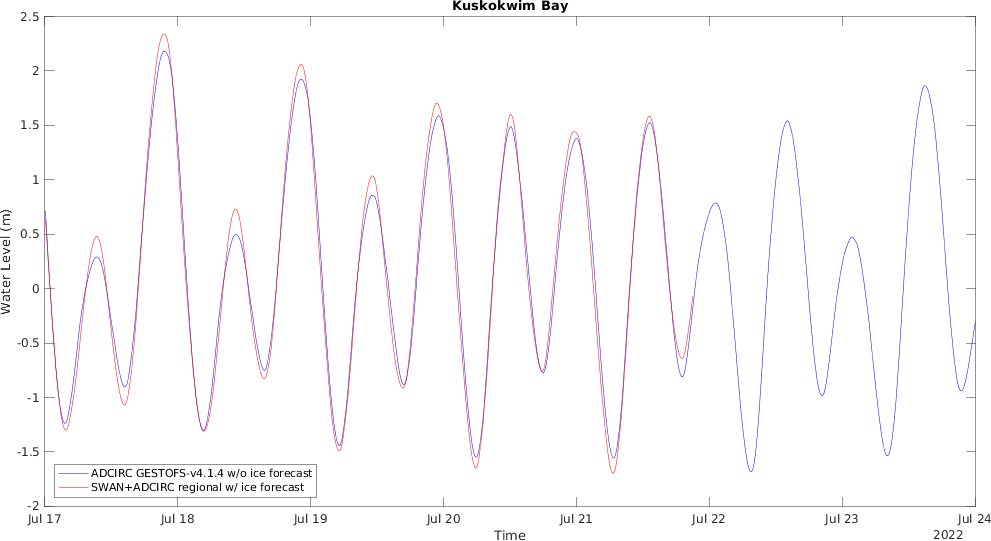 Kuskokwim Bay
2.5
2
1.5
1
0.5
0
-0.5
-1
-1.5
-2
Water Level (m)
ADCIRC GESTOFS-v4.1.4 w/o ice forecast
SWAN+ADCIRC regional w/ ice forecast
Jul 17 Jul 18 Jul 19 Jul 20 Jul 21 Jul 22 Jul 23 Jul 24
Time
2022